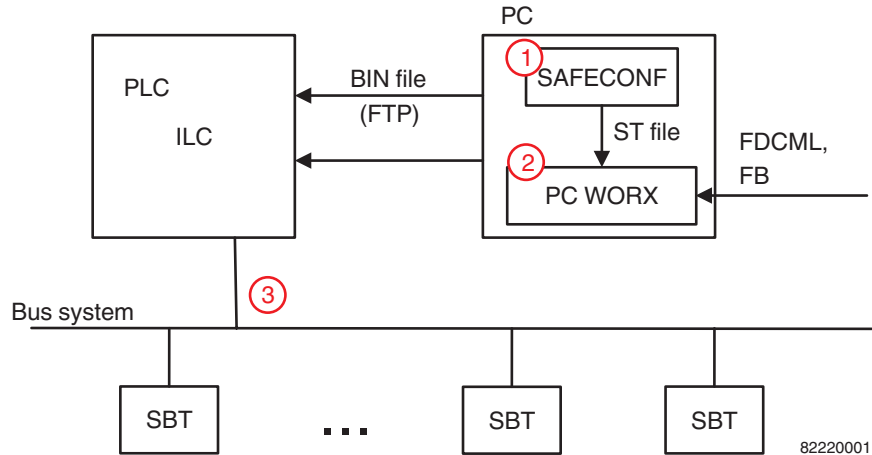 PC
1
SAFECONF
BIN file
(FTP)
PLC
ILC
ST file
2
PC WORX
FDCML,
FB
3
Bus system
SBT
...
SBT
SBT
82220001